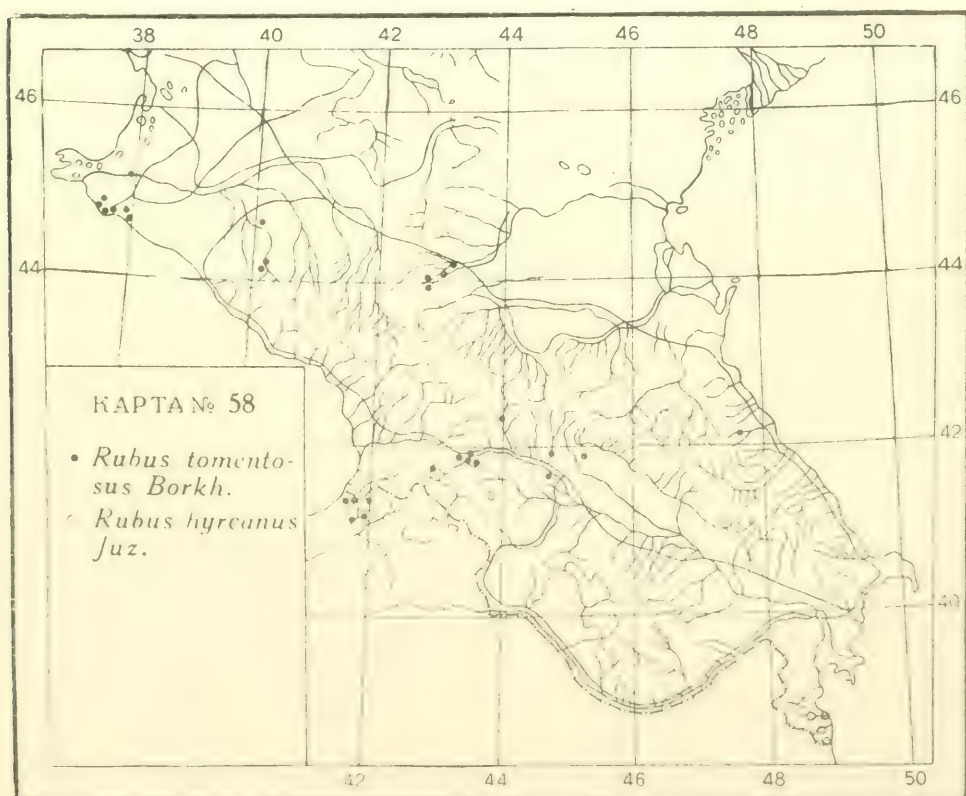 38 40 42 44 46 48 50
46 46
44 44
КАРТА № 58
42
• Rubus tomento-
sus Borkh.
○ Rubus hyrcanus
Juz.
40
42 44 46 48 50